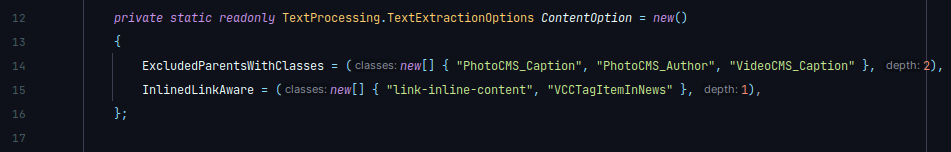 12 private static readonly TextProcessing.TextExtractionOptions ContentOption = new()
13 {
14 ExcludedParentsWithClasses = ( classes: new[] { "PhotoCMS_Caption", "PhotoCMS_Author", "VideoCMS_Caption" }, depth: 2),
15 InlinedLinkAware = ( classes: new[] { "link-inline-content", "VCCTagItemInNews" }, depth: 1),
16 };
17